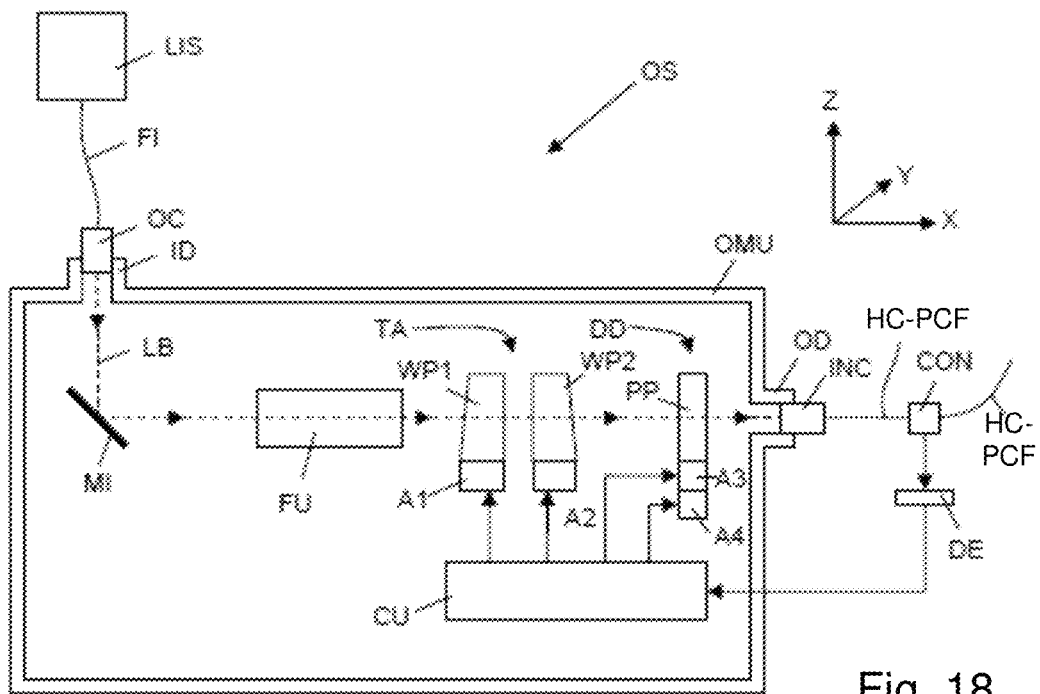 LIS
OS
FI
Z
Y
X
OC
ID
OMU
HC-PCF
LB
TA
DD
OD
INC
CON
WP1
WP2
PP
HC-
PCF
MI
FU
A1
A2
A3
A4
DE
CU
Fig. 18